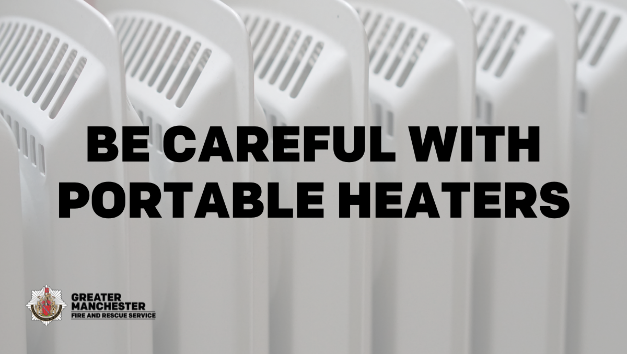 BE CAREFUL WITH
PORTABLE HEATERS
GREATER
MANCHESTER
FIRE AND RESCUE SERVICE